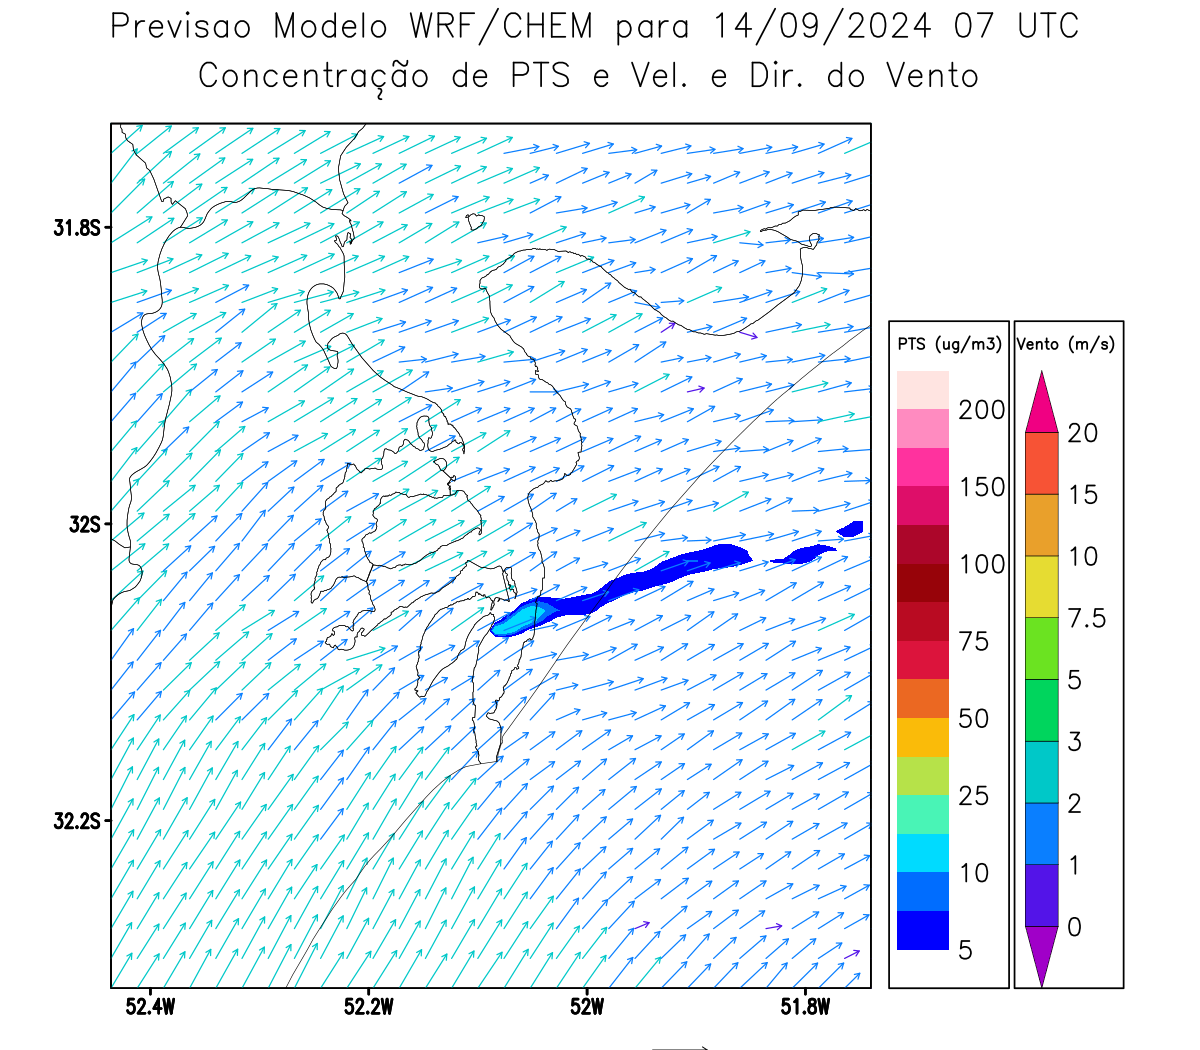 Previsao Modelo WRF/CHEM para 14/09/2024 07 UTC
Concentração de PTS e Vel. e Dir. do Vento
31.8S
32S
32.2S
52.4W
52.2W
52W
51.8W
PTS (ug/m3)
200
150
100
75
50
25
10
5
Vento (m/s)
20
15
10
7.5
5
3
2
1
0